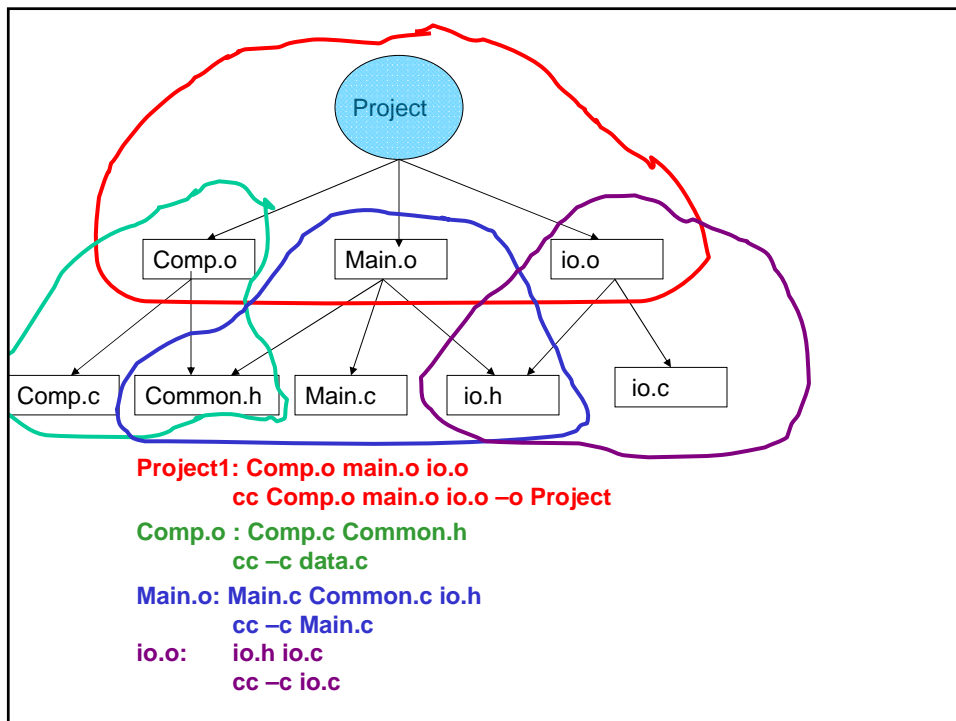 Project
Comp.o Main.o io.o
Comp.c Common.h Main.c io.h io.c
Project1: Comp.o main.o io.o
cc Comp.o main.o io.o –o Project
Comp.o : Comp.c Common.h
cc –c data.c
Main.o: Main.c Common.c io.h
cc –c Main.c
io.o: io.h io.c
cc –c io.c